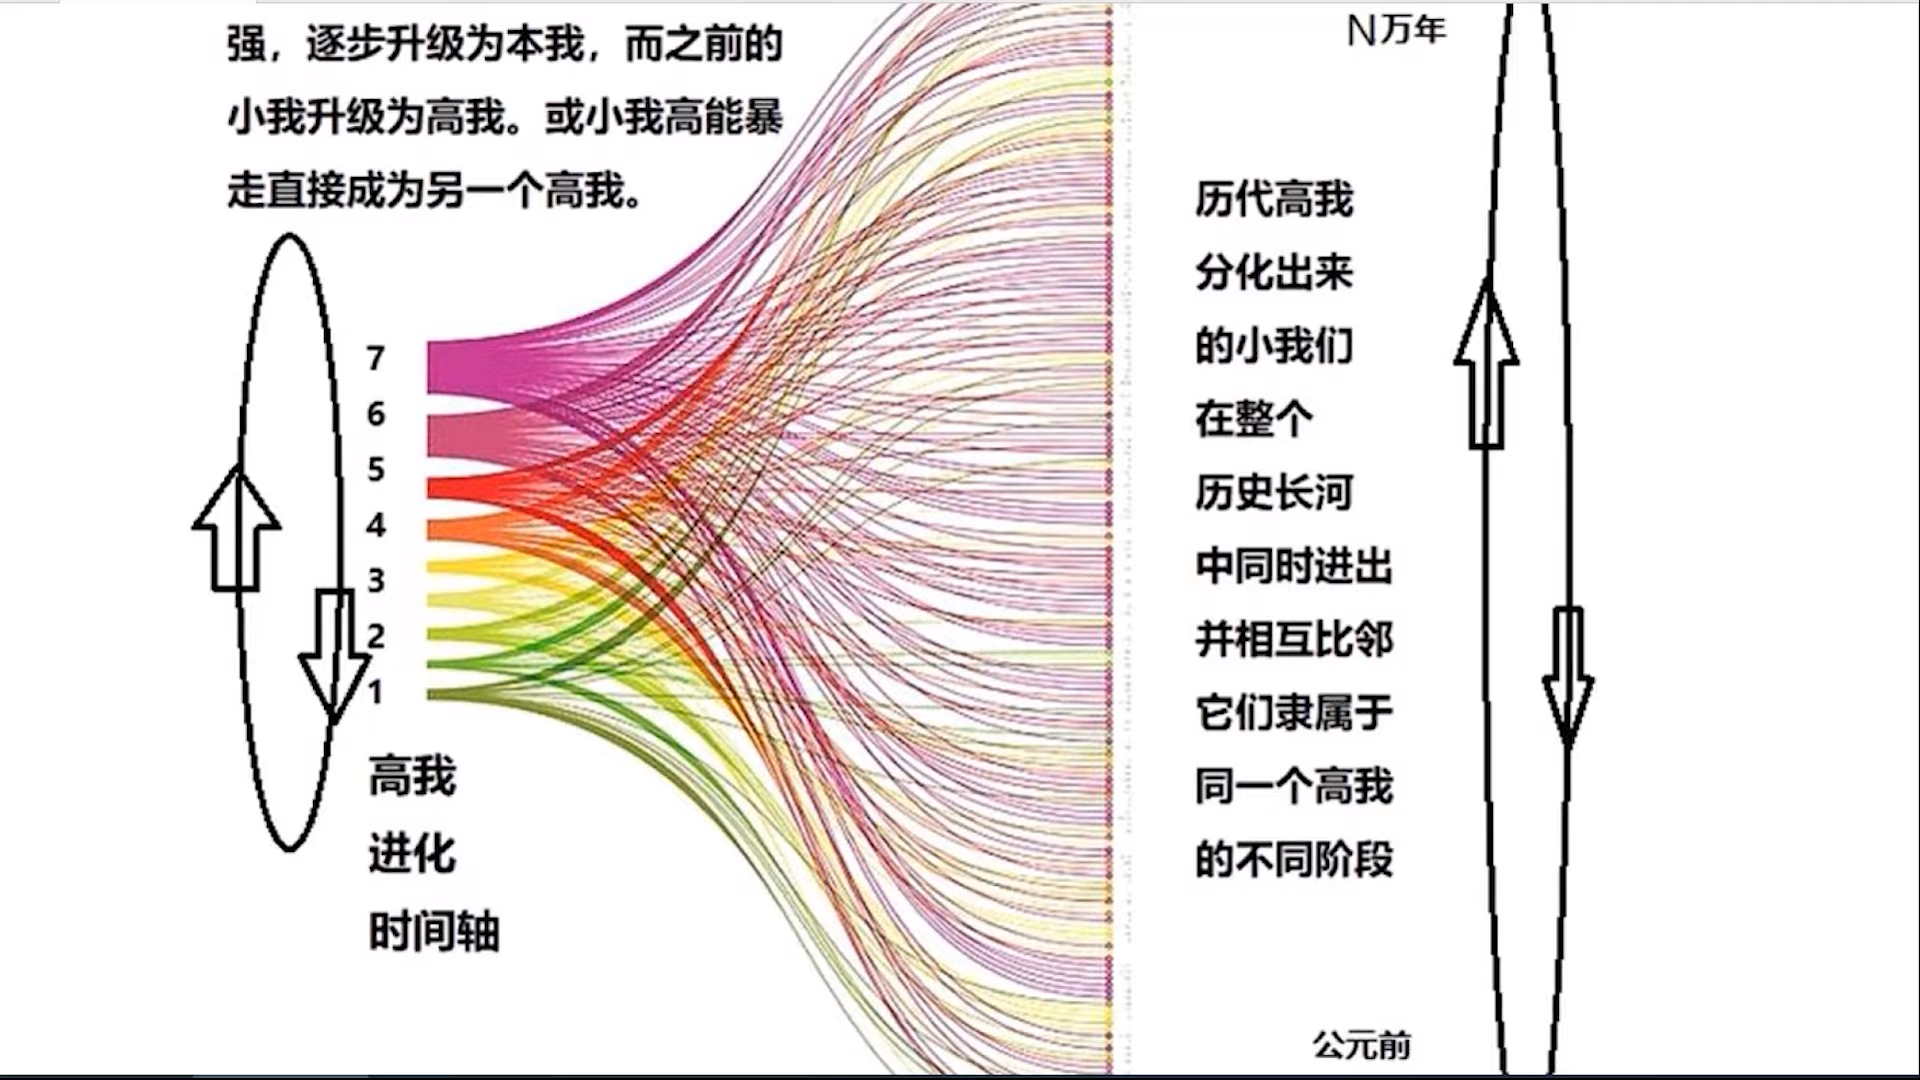 强，逐步升级为本我，而之前的
小我升级为高我。或小我高能暴
走直接成为另一个高我。
7
6
5
4
3
2
1
高我
进化
时间轴
N万年
历代高我
分化出来
的小我们
在整个
历史长河
中同时进出
并相互比邻
它们隶属于
同一个高我
的不同阶段
公元前